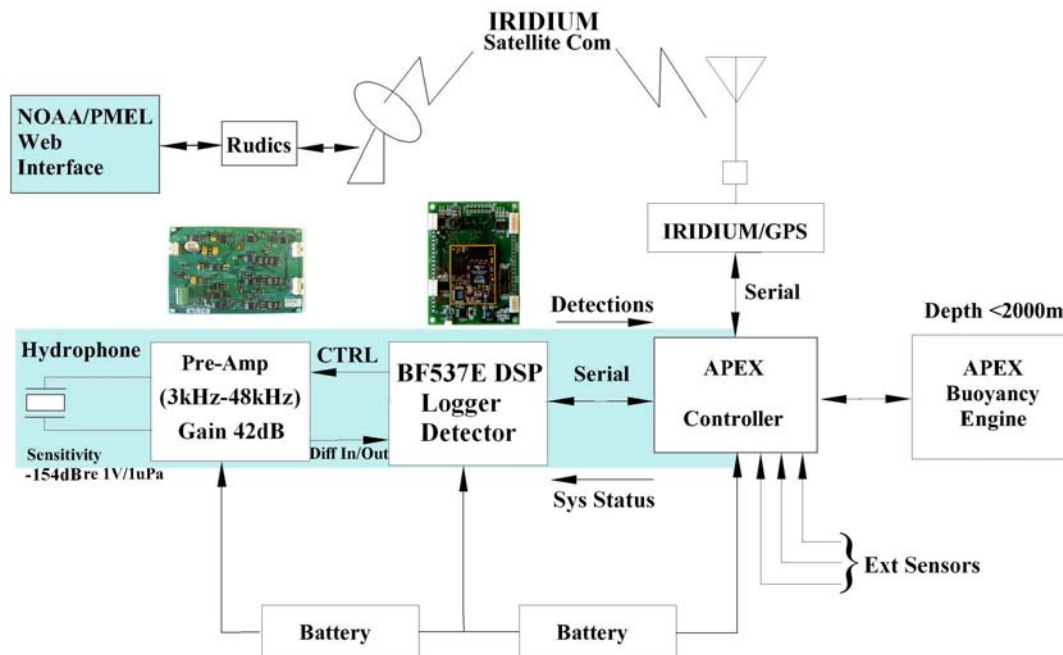 IRIDIUM
Satellite Com
NOAA/PMEL
Web
Interface
Rudics
IRIDIUM/GPS
Serial
Detections
Depth <2000m
Hydrophone
Pre-Amp
(3kHz-48kHz)
Gain 42dB
CTRL
Diff In/Out
BF537E DSP
Logger
Detector
Serial
APEX
Controller
APEX
Buoyancy
Engine
Sensitivity
-154dB re 1V/1uPa
Sys Status
Ext Sensors
Battery
Battery